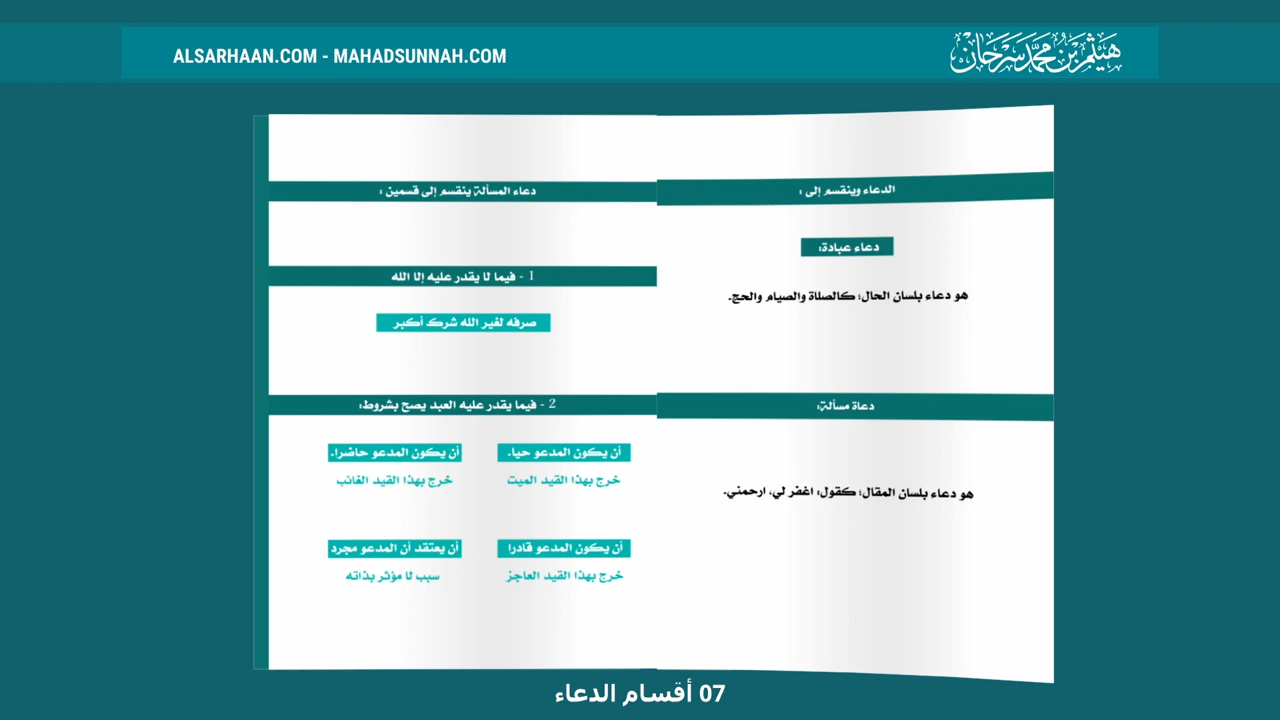 ALSARHAAN.COM - MAHADSUNNAH.COM
هيثم بن محمد سرحان
الدعاء وينقسم إلى :
دعاء عبادة:
هو دعاء بلسان الحال؛ كالصلاة والصيام والحج.
دعاة مسألة:
هو دعاء بلسان المقال؛ كقول: اغفر لي، ارحمني.
دعاء المسألة ينقسم إلى قسمين :
1 - فيما لا يقدر عليه إلا الله
صرفه لغير الله شرك أكبر
2 - فيما يقدر عليه العبد يصح بشروط:
أن يكون المدعو حيا.
خرج بهذا القيد الميت
أن يكون المدعو حاضرا.
خرج بهذا القيد الغائب
أن يكون المدعو قادرا
خرج بهذا القيد العاجز
أن يعتقد أن المدعو مجرد
سبب لا مؤثر بذاته
07 أقسام الدعاء